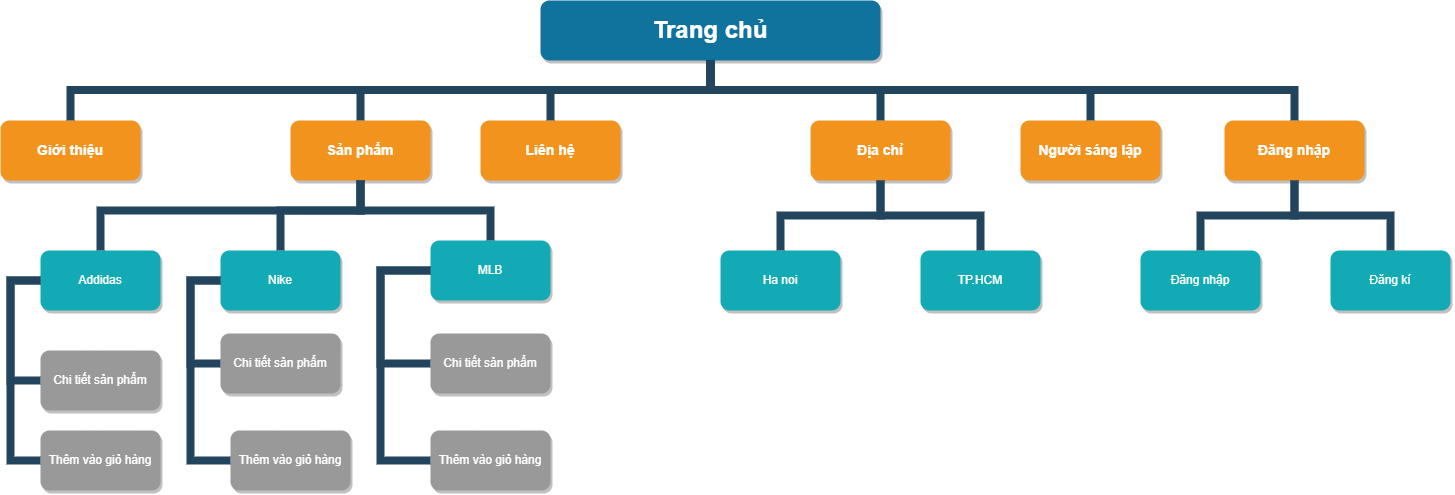 Trang chủ
Giới thiệu
Sản phẩm
Liên hệ
Địa chỉ
Người sáng lập
Đăng nhập
Addidas
Nike
MLB
Ha noi
TP.HCM
Đăng nhập
Đăng kí
Chi tiết sản phẩm
Chi tiết sản phẩm
Chi tiết sản phẩm
Thêm vào giỏ hàng
Thêm vào giỏ hàng
Thêm vào giỏ hàng